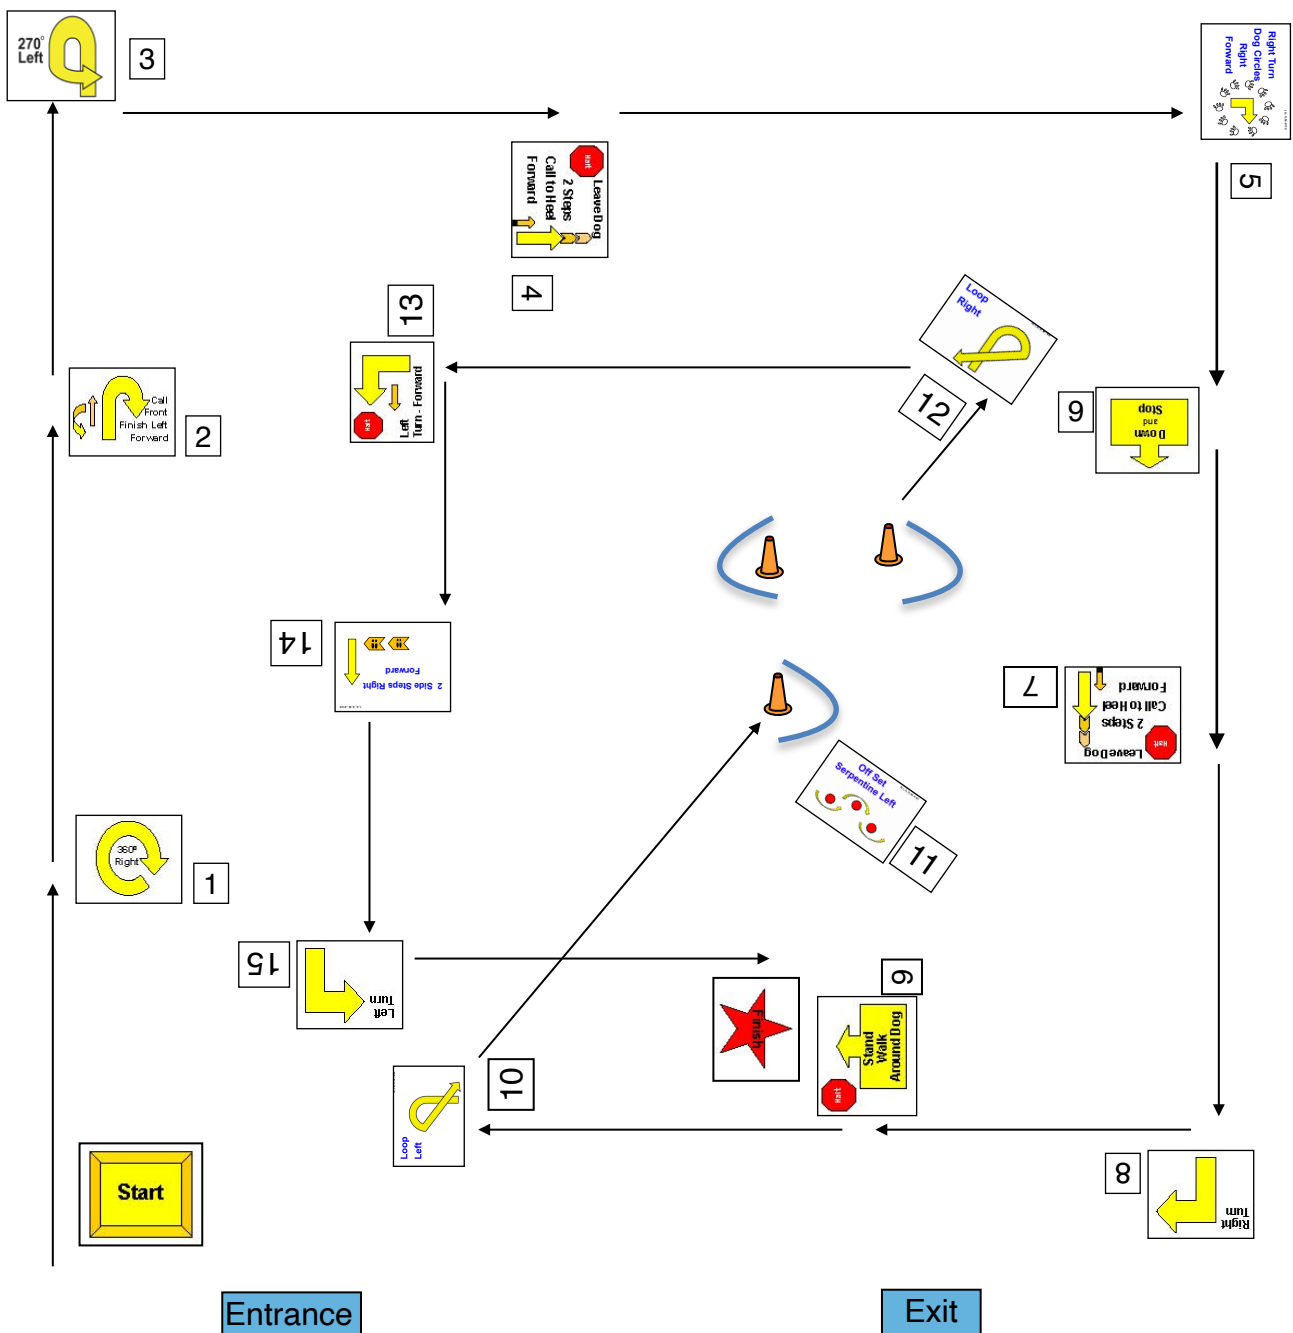 270°
Left
3
Right Turn
Dog Circles
Right
Forward
5
Halt
Leave Dog
2 Steps
Call to Heel
Forward
4
13
Halt
Left
Turn - Forward
Loop
Right
12
9
Down
and
Stop
Call
Front
Finish Left
Forward
2
14
2 Side Steps Right
Forward
7
Halt
Leave Dog
2 Steps
Call to Heel
Forward
Off Set
Serpentine Left
11
360º
Right
1
15
Left
Turn
Finish
6
Stand
Walk
Around Dog
Halt
10
Loop
Left
8
Right
Turn
Start
Entrance
Exit